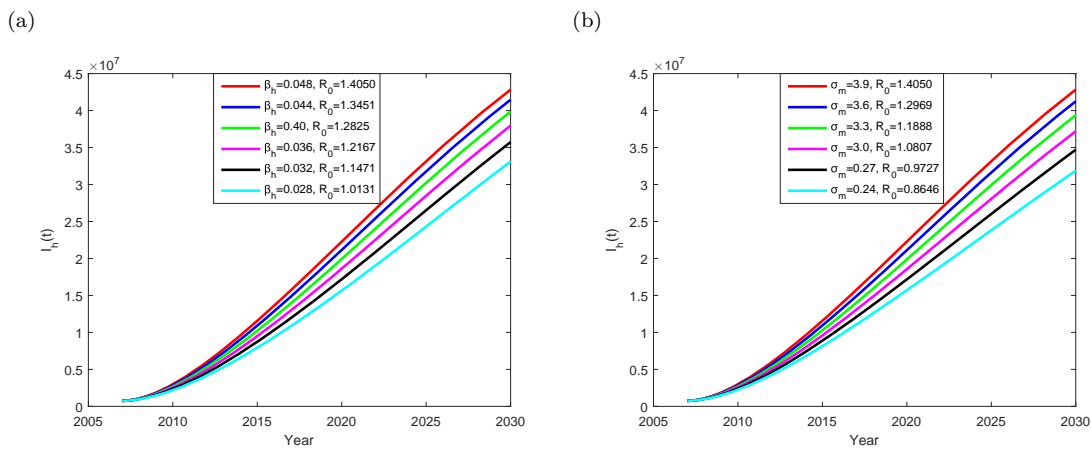 (a)
×10^7
4.5
4
3.5
3
2.5
2
1.5
1
0.5
0
I_h(t)
β_h=0.048, R_0=1.4050
β_h=0.044, R_0=1.3451
β_h=0.40, R_0=1.2825
β_h=0.036, R_0=1.2167
β_h=0.032, R_0=1.1471
β_h=0.028, R_0=1.0131
2005 2010 2015 2020 2025 2030
Year
(b)
×10^7
4.5
4
3.5
3
2.5
2
1.5
1
0.5
0
I_h(t)
σ_m=3.9, R_0=1.4050
σ_m=3.6, R_0=1.2969
σ_m=3.3, R_0=1.1888
σ_m=3.0, R_0=1.0807
σ_m=0.27, R_0=0.9727
σ_m=0.24, R_0=0.8646
2005 2010 2015 2020 2025 2030
Year